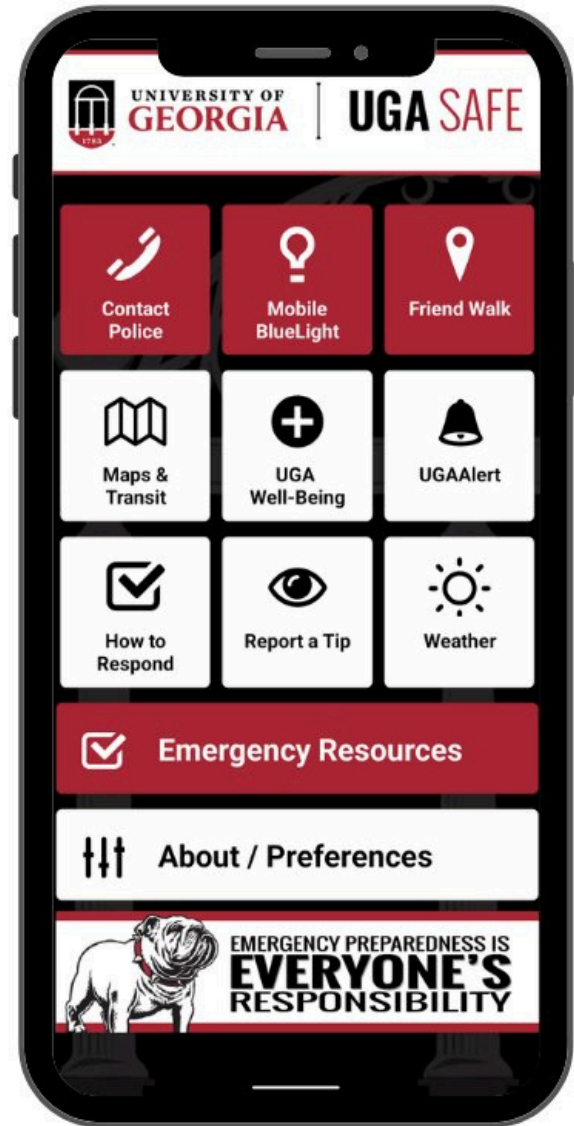 UNIVERSITY OF
GEORGIA
1785
UGA SAFE
Contact
Police
Mobile
BlueLight
Friend Walk
Maps &
Transit
UGA
Well-Being
UGAAlert
How to
Respond
Report a Tip
Weather
Emergency Resources
About / Preferences
EMERGENCY PREPAREDNESS IS
EVERYONE'S
RESPONSIBILITY